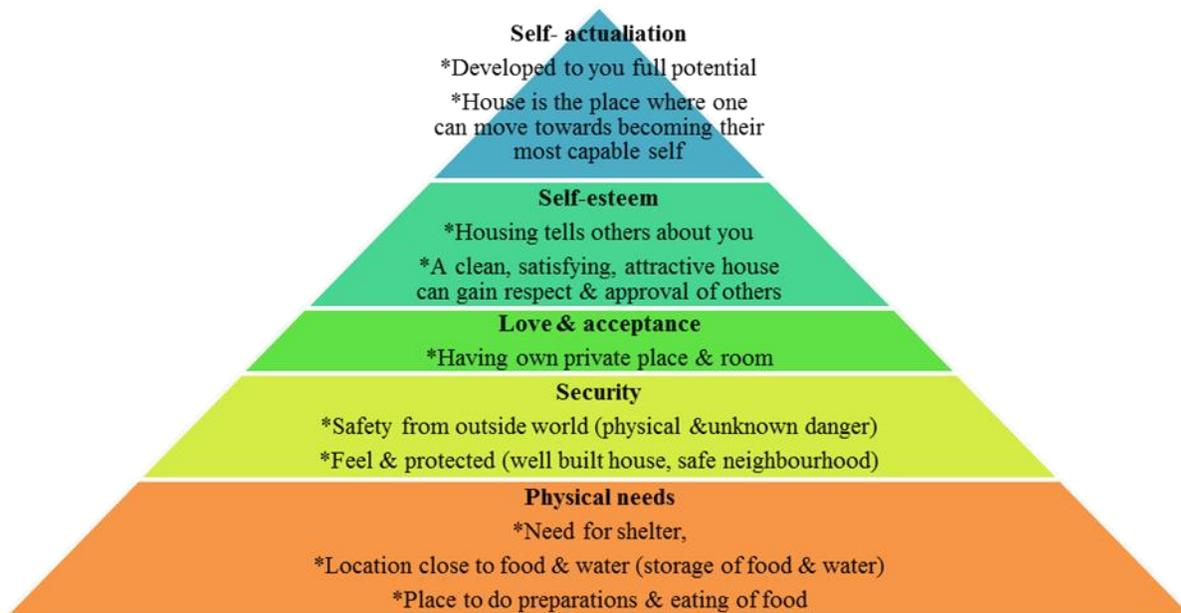 Self- actualiation
*Developed to you full potential
*House is the place where one
can move towards becoming their
most capable self
Self-esteem
*Housing tells others about you
*A clean, satisfying, attractive house
can gain respect & approval of others
Love & acceptance
*Having own private place & room
Security
*Safety from outside world (physical &unknown danger)
*Feel & protected (well built house, safe neighbourhood)
Physical needs
*Need for shelter,
*Location close to food & water (storage of food & water)
*Place to do preparations & eating of food